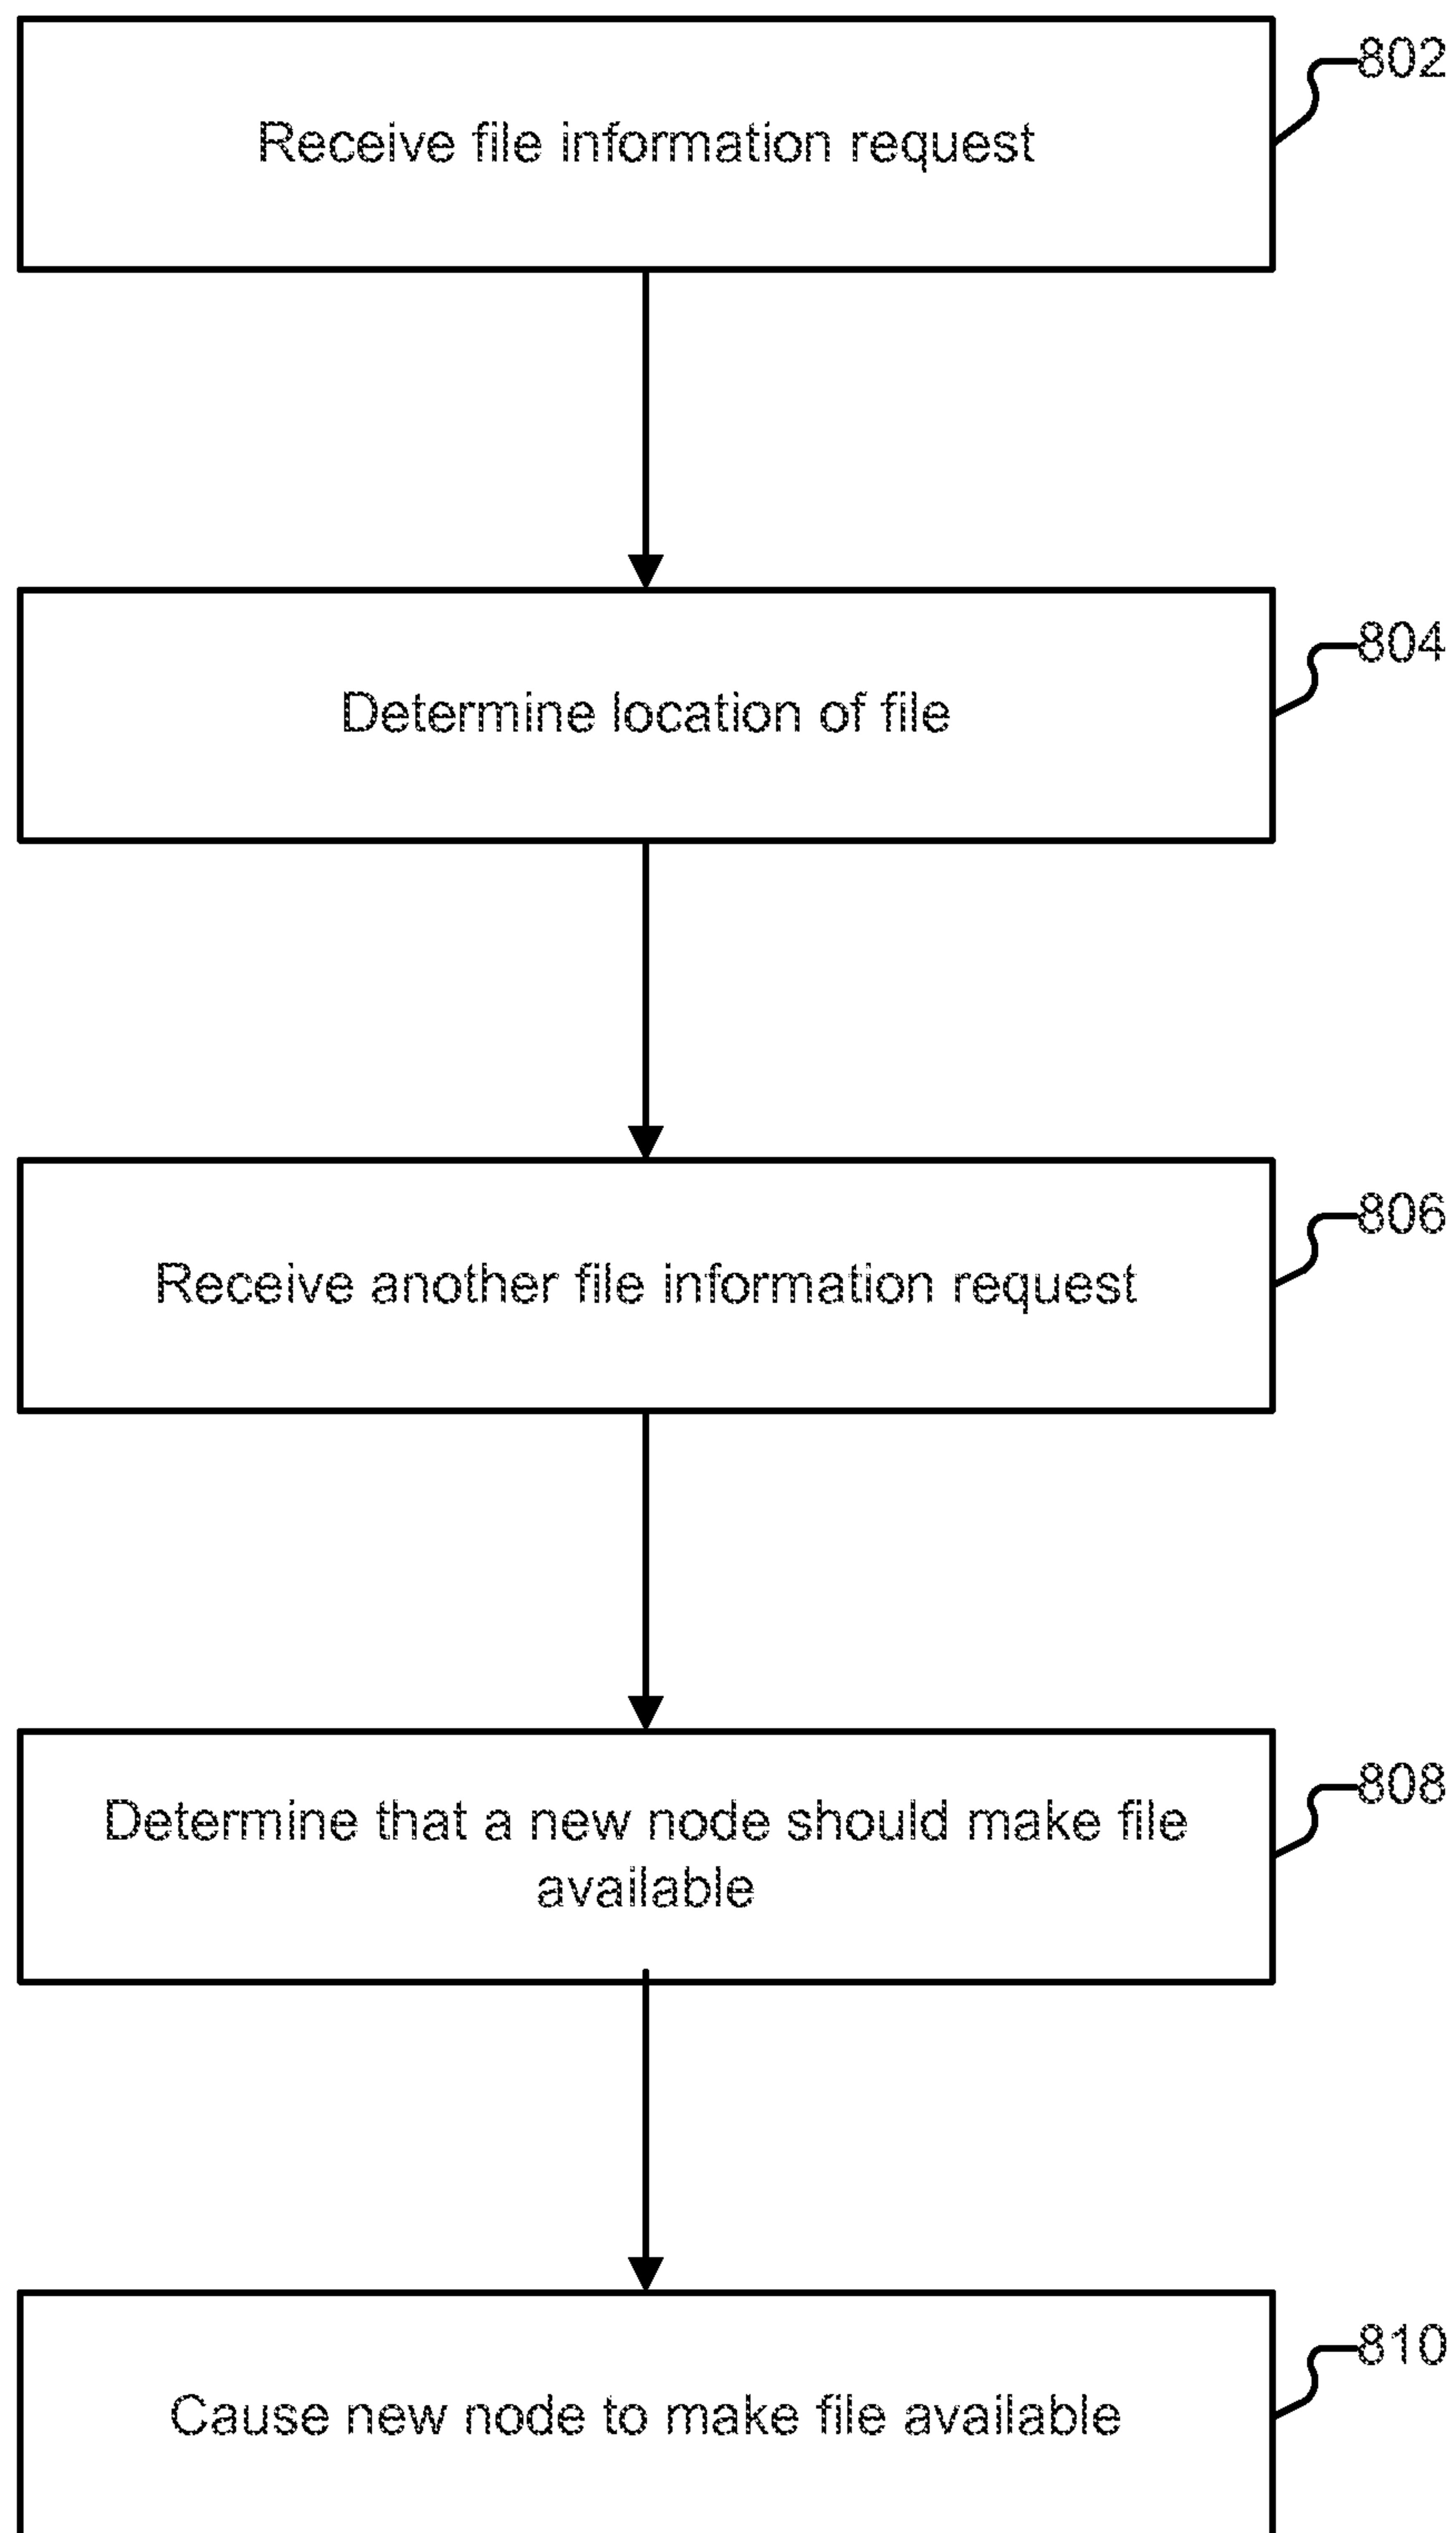 802
Receive file information request
804
Determine location of file
806
Receive another file information request
808
Determine that a new node should make file
available
810
Cause new node to make file available